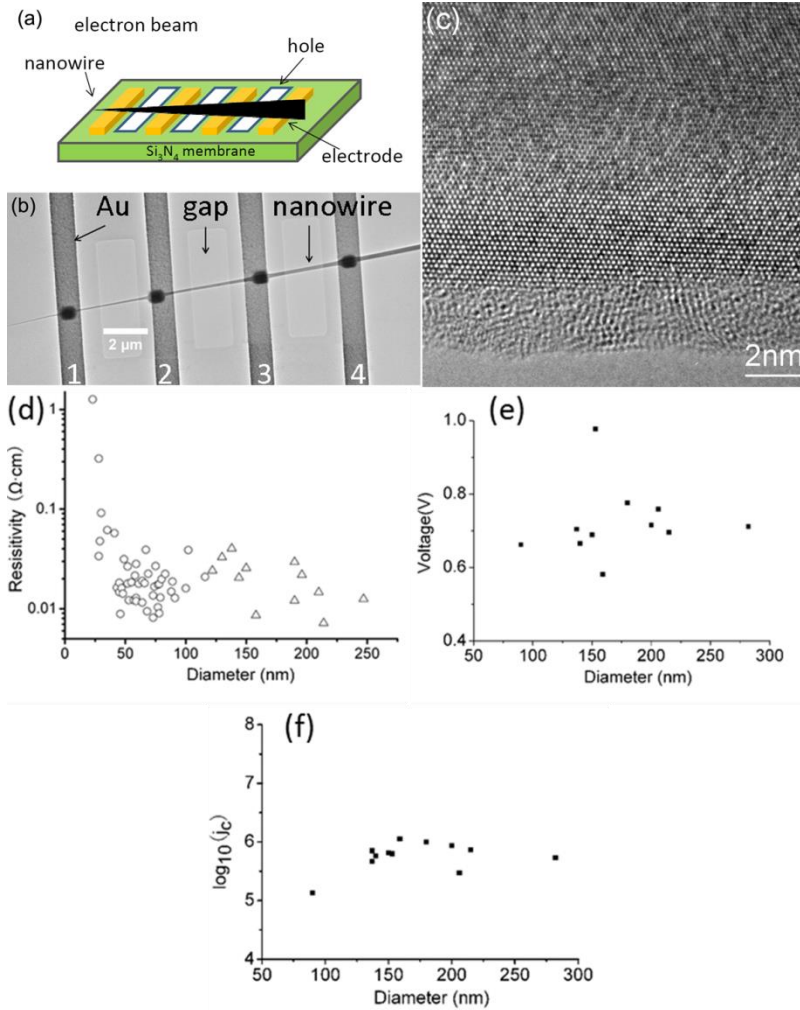 (a)
electron beam
nanowire
hole
Si₃N₄ membrane
electrode
(b)
Au gap nanowire
2 μm
1 2 3 4
(c)
2nm
(d)
1
0.1
0.01
Resisitivity (Ω·cm)
0 50 100 150 200 250
Diameter (nm)
(e)
1.0
0.8
0.6
0.4
Voltage(V)
50 100 150 200 250 300
Diameter (nm)
(f)
8
7
6
5
4
log₁₀(jc)
50 100 150 200 250 300
Diameter (nm)